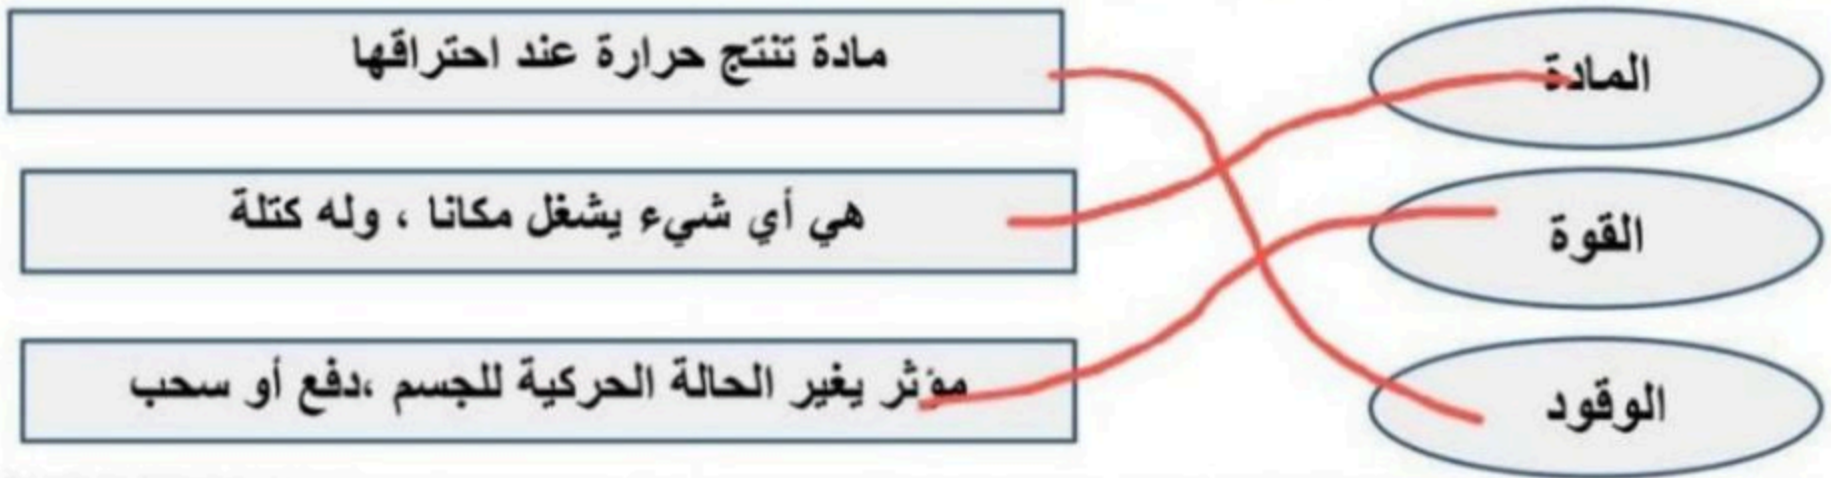 المادة
مادة تنتج حرارة عند احتراقها
القوة
هي أي شيء يشغل مكانا ، وله كتلة
الوقود
مؤثر يغير الحالة الحركية للجسم ،دفع أو سحب